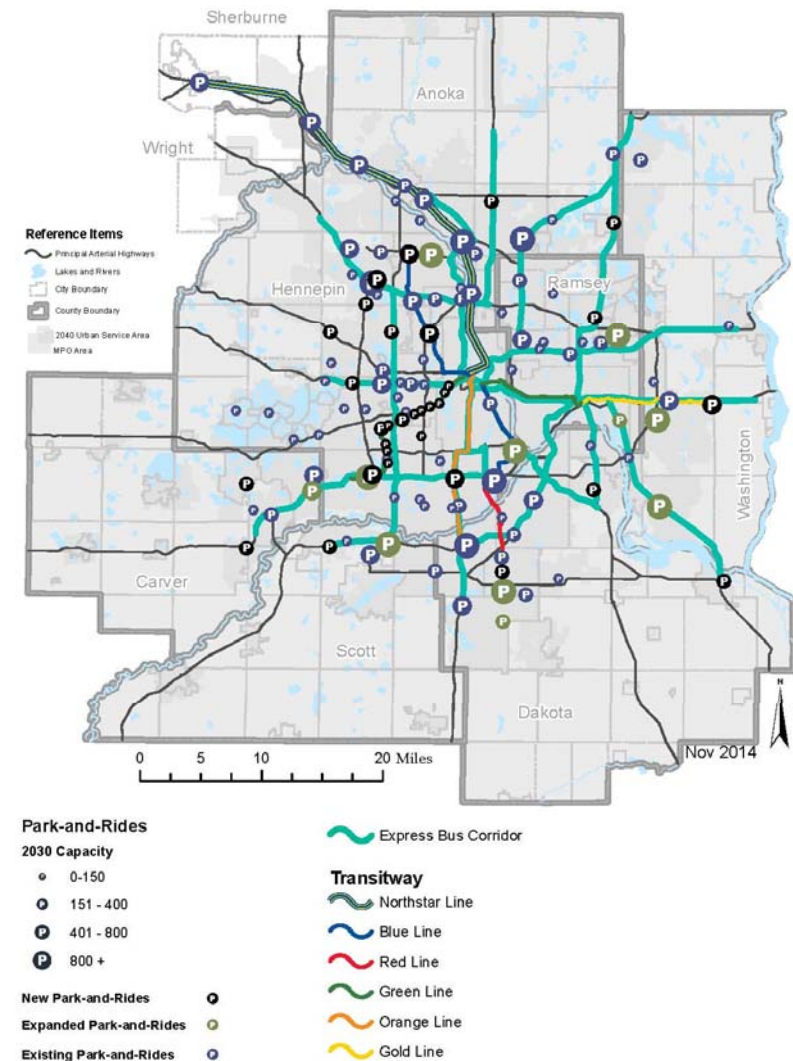 Sherburne
Anoka
Wright
Reference Items
Principal Arterial Highways
Lakes and Rivers
City Boundary
County Boundary
2040 Urban Service Area
MPO Area
Hennepin
Ramsey
Washington
Carver
Scott
Dakota
N
Nov 2014
0 5 10 20 Miles
Park-and-Rides
2030 Capacity
P 0-150
P 151 - 400
P 401 - 800
P 800 +
New Park-and-Rides P
Expanded Park-and-Rides P
Existing Park-and-Rides P
Express Bus Corridor
Transitway
Northstar Line
Blue Line
Red Line
Green Line
Orange Line
Gold Line